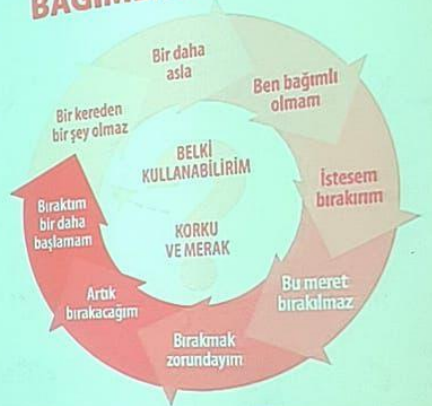 Bir kereden
bir şey olmaz
Bir daha
asla
Ben bağımlı
olmam
İstesem
bırakırım
Bu meret
bırakılmaz
Bırakmak
zorundayım
Artık
bırakacağım
Bıraktım
bir daha
başlamam
BELKİ
KULLANABİLİRİM
KORKU
VE MERAK